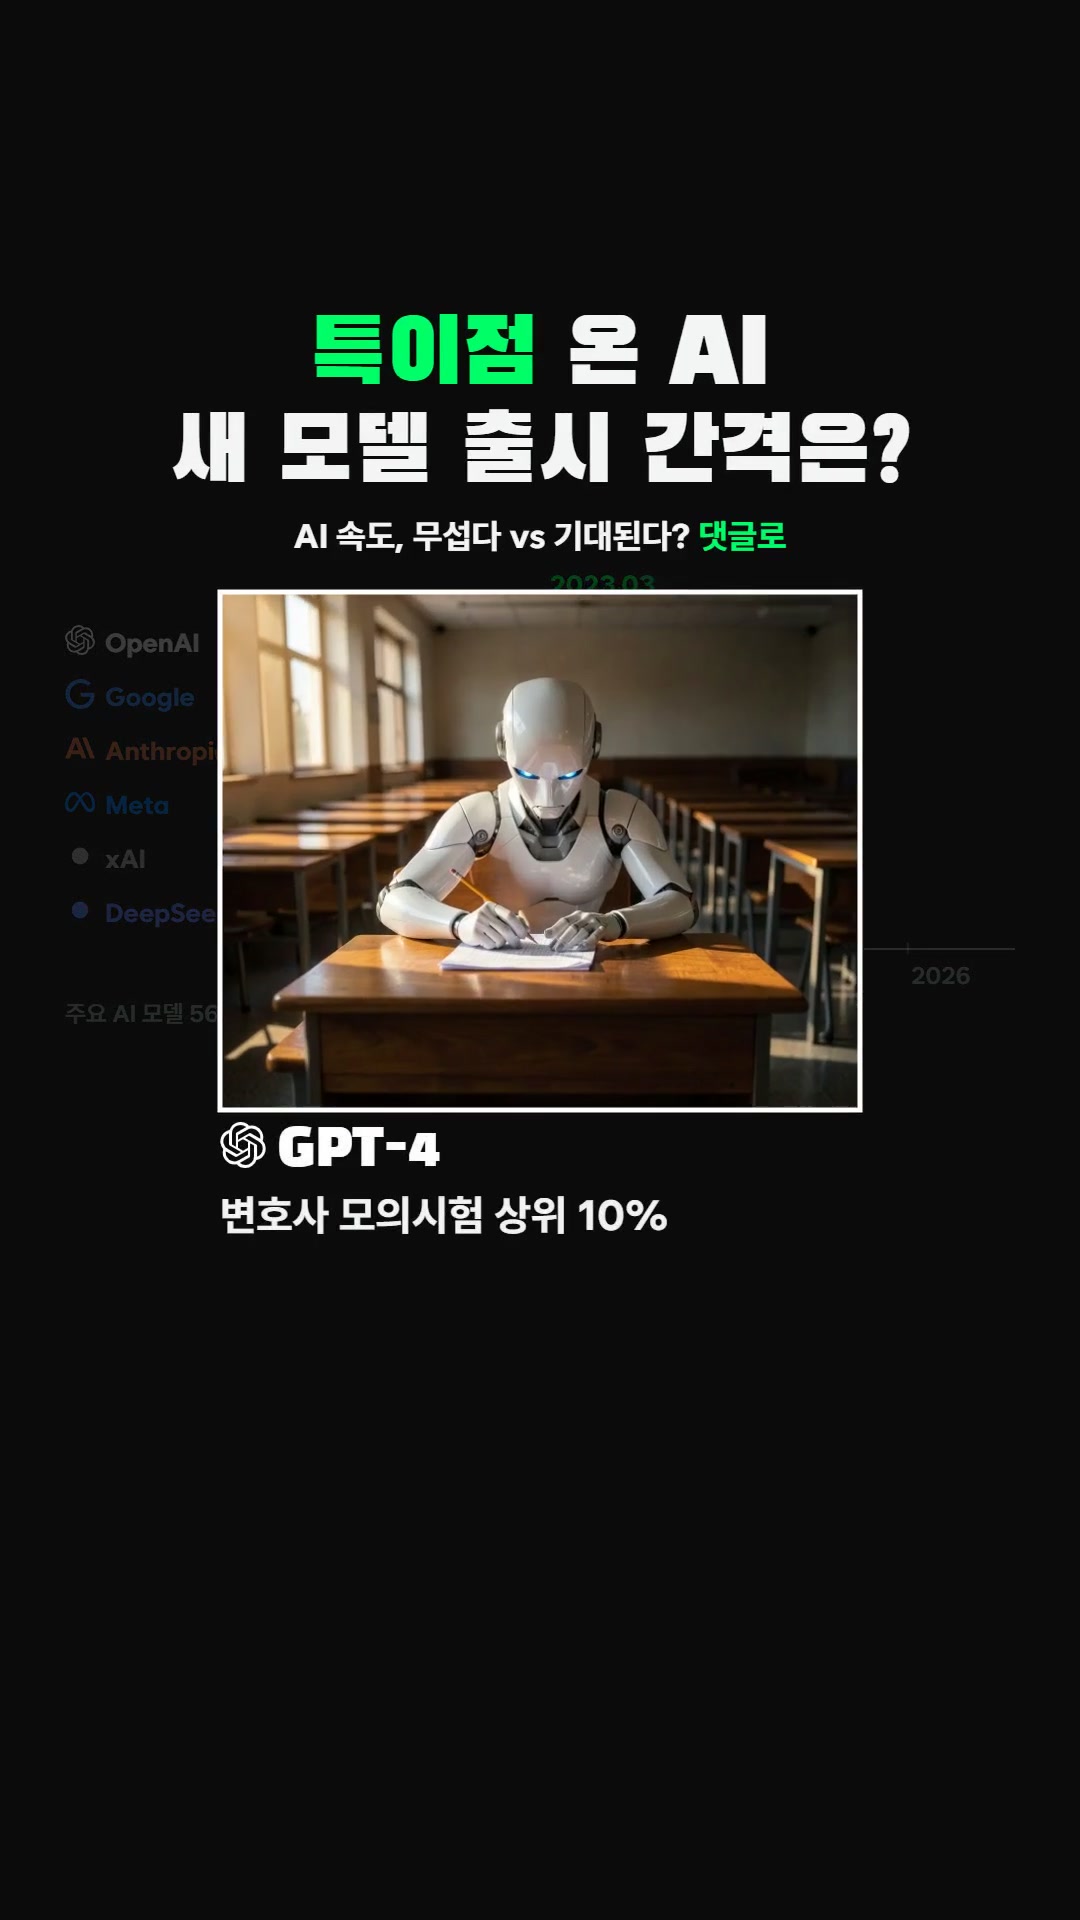 특이점 온 AI
새 모델 출시 간격은?
AI 속도, 무섭다 vs 기대된다? 댓글로
2023.03
OpenAI
Google
Anthropi
Meta
xAI
DeepSee
2026
주요 AI 모델 56
GPT-4
변호사 모의시험 상위 10%